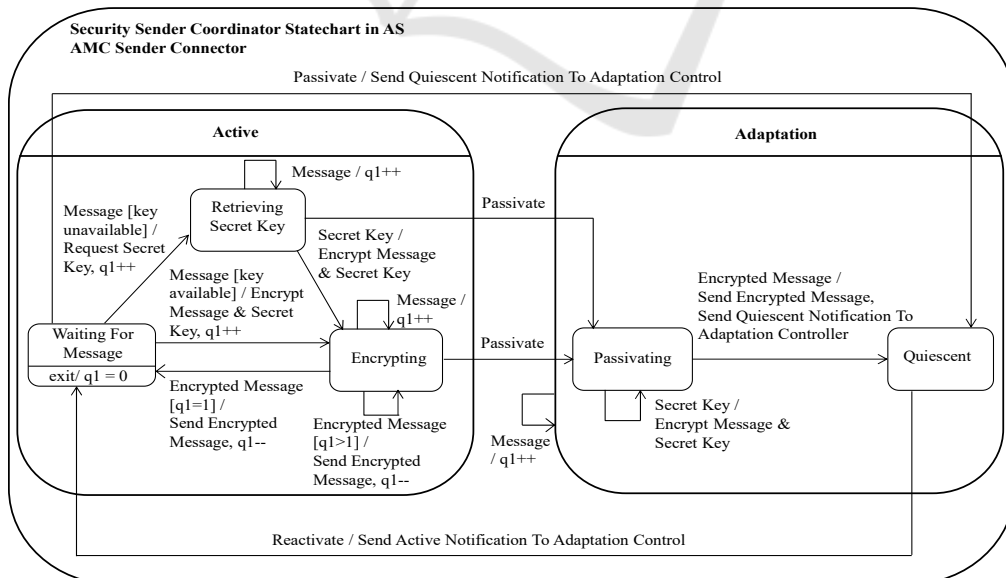 Security Sender Coordinator Statechart in AS
AMC Sender Connector
Passivate / Send Quiescent Notification To Adaptation Control
Active
Adaptation
Message / q1++
Retrieving
Secret Key
Message [key
unavailable] /
Request Secret
Key, q1++
Passivate
Secret Key /
Encrypt Message
& Secret Key
Message [key
available] / Encrypt
Message & Secret
Key, q1++
Message /
q1++
Encrypted Message /
Send Encrypted Message,
Send Quiescent Notification To
Adaptation Controller
Waiting For
Message
exit/ q1 = 0
Encrypting
Passivate
Passivating
Quiescent
Encrypted Message
[q1=1] /
Send Encrypted
Message, q1--
Encrypted Message
[q1>1] /
Send Encrypted
Message, q1--
Message
/ q1++
Secret Key /
Encrypt Message &
Secret Key
Reactivate / Send Active Notification To Adaptation Control